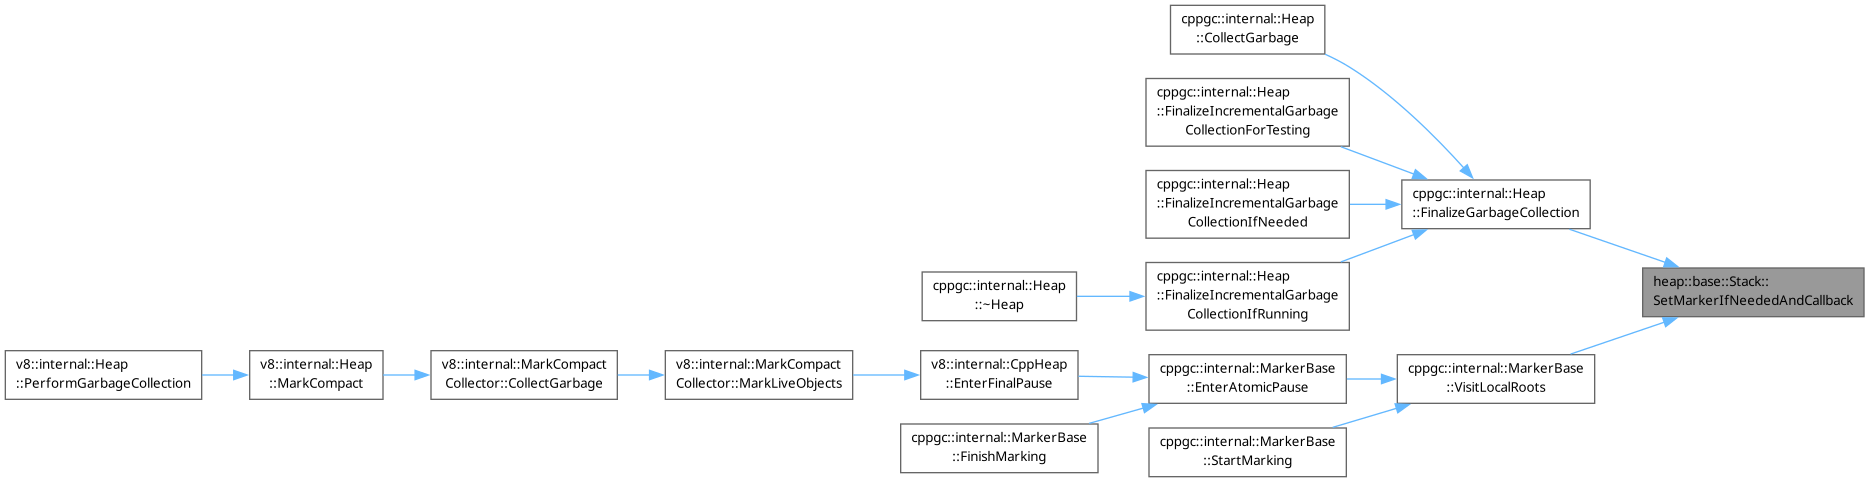 cppgc::internal::Heap
::CollectGarbage
cppgc::internal::Heap
::FinalizeIncrementalGarbage
CollectionForTesting
cppgc::internal::Heap
::FinalizeIncrementalGarbage
CollectionIfNeeded
cppgc::internal::Heap
::FinalizeGarbageCollection
cppgc::internal::Heap
::~Heap
cppgc::internal::Heap
::FinalizeIncrementalGarbage
CollectionIfRunning
heap::base::Stack::
SetMarkerIfNeededAndCallback
v8::internal::Heap
::PerformGarbageCollection
v8::internal::Heap
::MarkCompact
v8::internal::MarkCompact
Collector::CollectGarbage
v8::internal::MarkCompact
Collector::MarkLiveObjects
v8::internal::CppHeap
::EnterFinalPause
cppgc::internal::MarkerBase
::EnterAtomicPause
cppgc::internal::MarkerBase
::VisitLocalRoots
cppgc::internal::MarkerBase
::FinishMarking
cppgc::internal::MarkerBase
::StartMarking